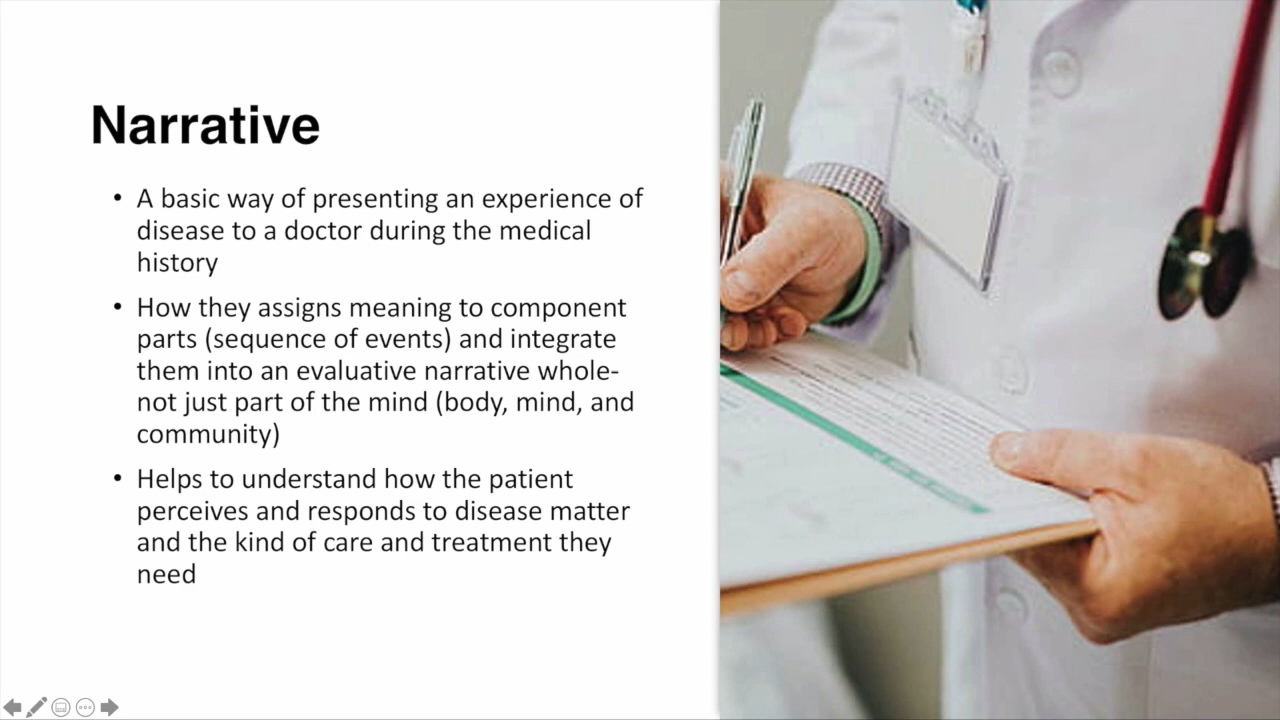 Narrative
• A basic way of presenting an experience of
disease to a doctor during the medical
history
• How they assigns meaning to component
parts (sequence of events) and integrate
them into an evaluative narrative whole-
not just part of the mind (body, mind, and
community)
• Helps to understand how the patient
perceives and responds to disease matter
and the kind of care and treatment they
need